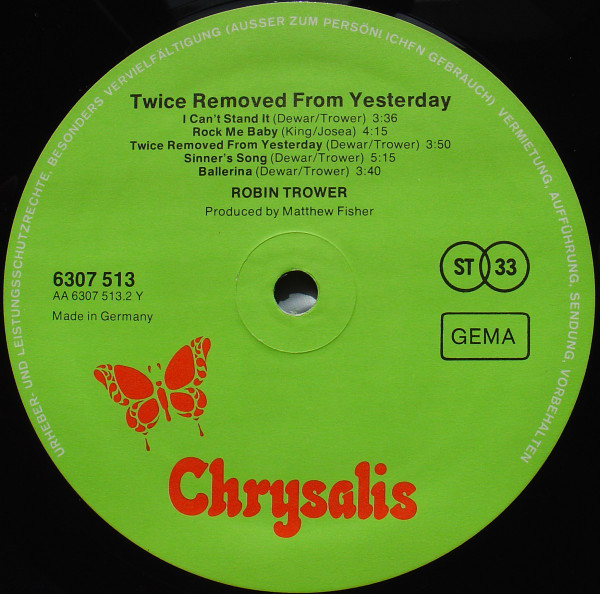 URHEBER- UND LEISTUNGSSCHUTZRECHTE, BESONDERS VERVIELFÄLTIGUNG (AUSSER ZUM PERSÖNLICHEN GEBRAUCH) VERMIETUNG, AUFFÜHRUNG, SENDUNG, VORBEHALTEN
Twice Removed From Yesterday
I Can't Stand It (Dewar/Trower) 3:36
Rock Me Baby (King/Josea) 4:15
Twice Removed From Yesterday (Dewar/Trower) 3:50
Sinner's Song (Dewar/Trower) 5:15
Ballerina (Dewar/Trower) 3:40
ROBIN TROWER
Produced by Matthew Fisher
6307 513
AA 6307 513.2 Y
Made in Germany
ST 33
GEMA
Chrysalis